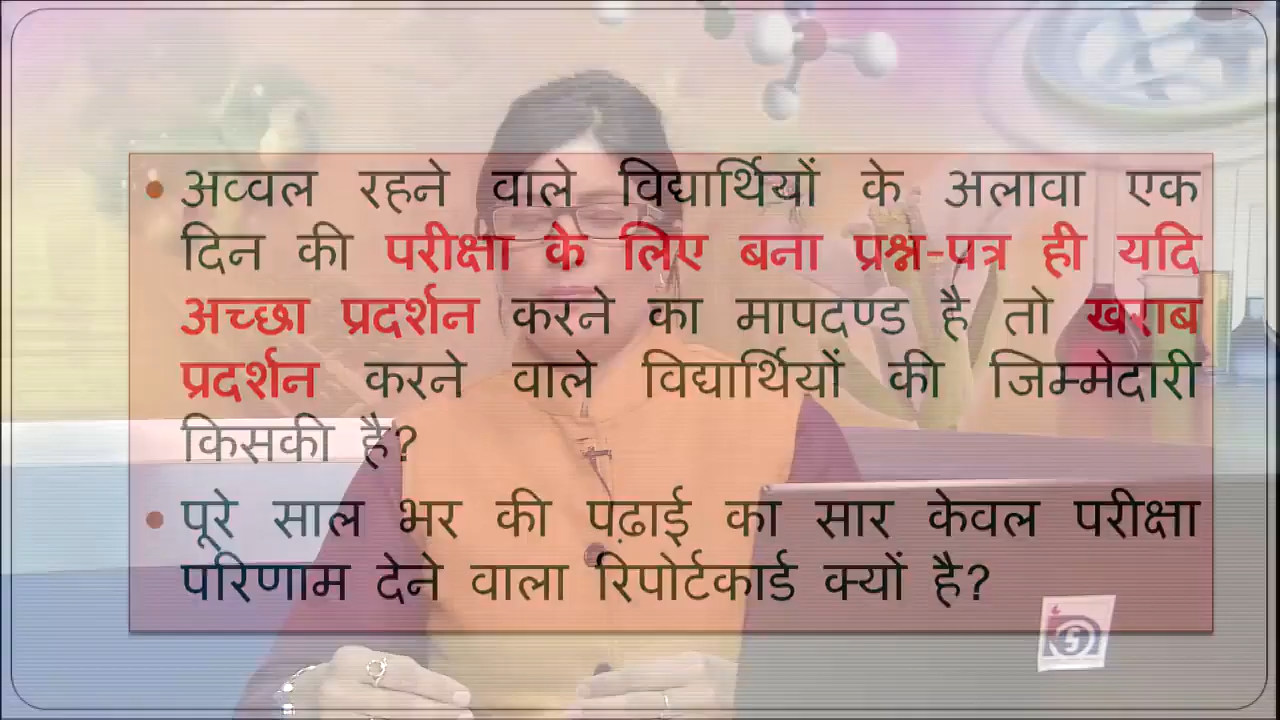 • अव्वल रहने वाले विद्यार्थियों के अलावा एक
दिन की परीक्षा के लिए बना प्रश्न-पत्र ही यदि
अच्छा प्रदर्शन करने का मापदण्ड है तो खराब
प्रदर्शन करने वाले विद्यार्थियों की जिम्मेदारी
किसकी है?
• पूरे साल भर की पढ़ाई का सार केवल परीक्षा
परिणाम देने वाला रिपोर्टकार्ड क्यों है?